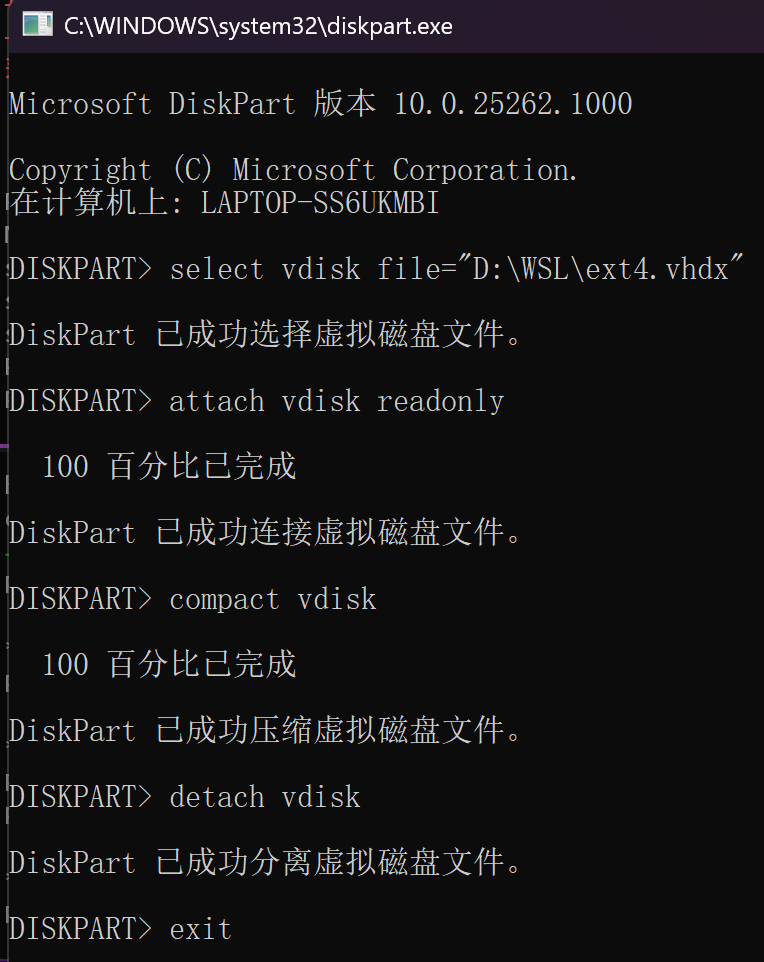 C:\WINDOWS\system32\diskpart.exe
Microsoft DiskPart 版本 10.0.25262.1000
Copyright (C) Microsoft Corporation.
在计算机上: LAPTOP-SS6UKMBI
DISKPART> select vdisk file="D:\WSL\ext4.vhdx"
DiskPart 已成功选择虚拟磁盘文件。
DISKPART> attach vdisk readonly
100 百分比已完成
DiskPart 已成功连接虚拟磁盘文件。
DISKPART> compact vdisk
100 百分比已完成
DiskPart 已成功压缩虚拟磁盘文件。
DISKPART> detach vdisk
DiskPart 已成功分离虚拟磁盘文件。
DISKPART> exit